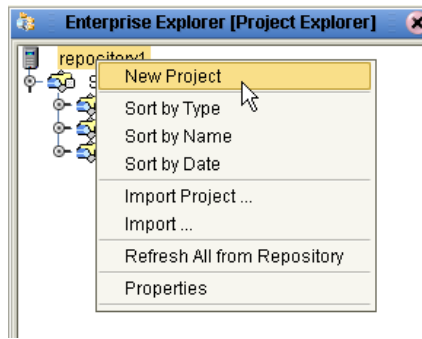 Enterprise Explorer [Project Explorer]
repository1
S
New Project
Sort by Type
Sort by Name
Sort by Date
Import Project ...
Import ...
Refresh All from Repository
Properties